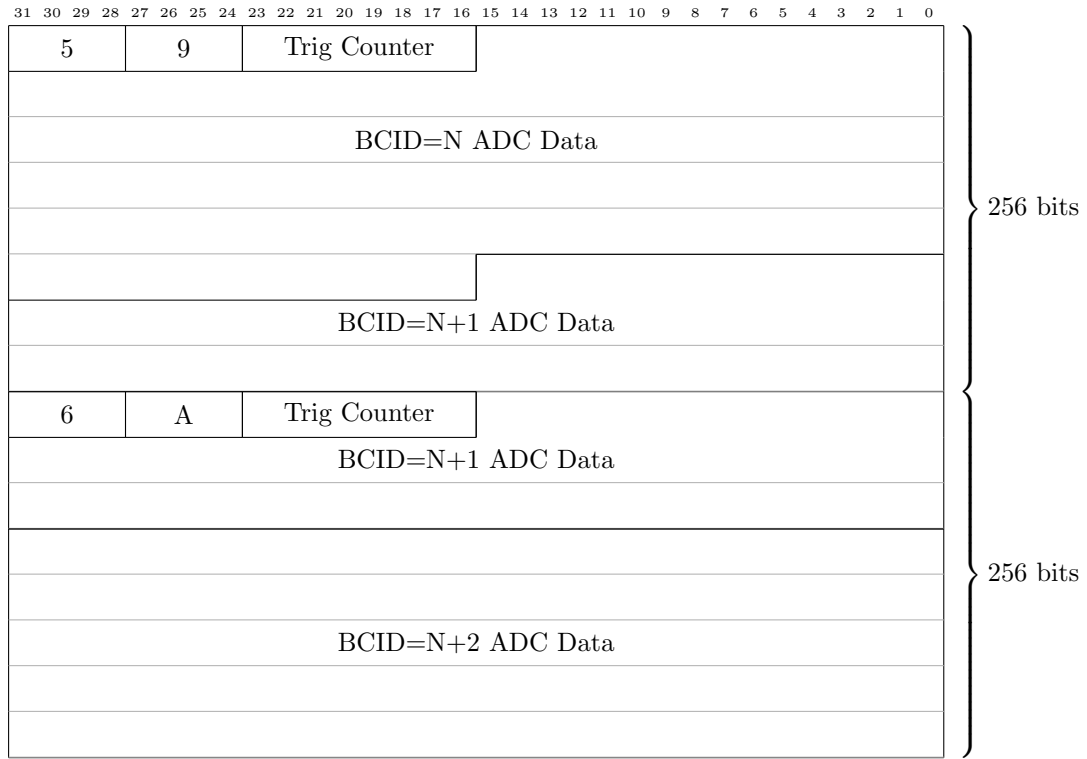 31 30 29 28 27 26 25 24 23 22 21 20 19 18 17 16 15 14 13 12 11 10 9 8 7 6 5 4 3 2 1 0
5 9 Trig Counter
BCID=N ADC Data
256 bits
BCID=N+1 ADC Data
6 A Trig Counter
BCID=N+1 ADC Data
256 bits
BCID=N+2 ADC Data